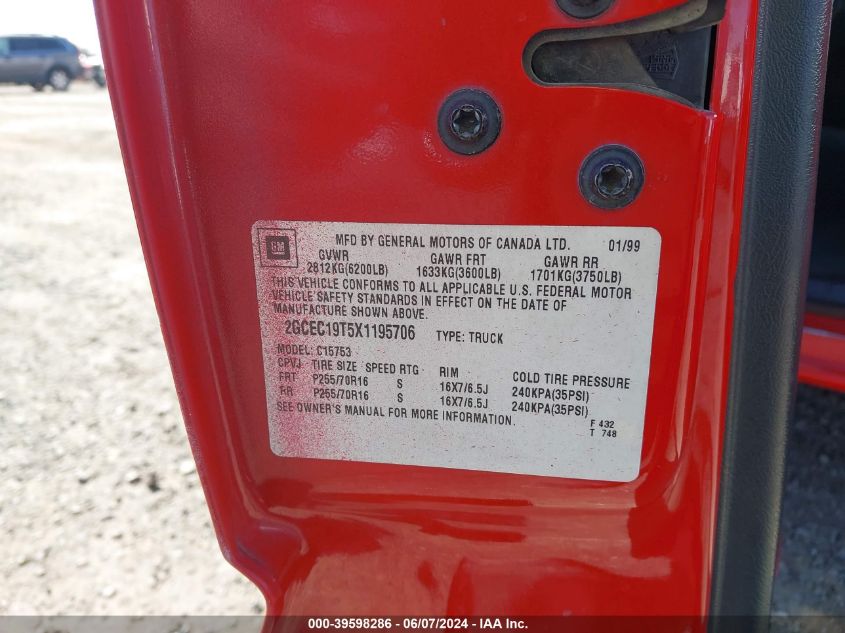 GM
MFD BY GENERAL MOTORS OF CANADA LTD. 01/99
GVWR GAWR FRT GAWR RR
2812KG(6200LB) 1633KG(3600LB) 1701KG(3750LB)
THIS VEHICLE CONFORMS TO ALL APPLICABLE U.S. FEDERAL MOTOR
VEHICLE SAFETY STANDARDS IN EFFECT ON THE DATE OF
MANUFACTURE SHOWN ABOVE.
2GCEC19T5X1195706 TYPE: TRUCK
MODEL: C15753
CPVJ TIRE SIZE SPEED RTG RIM COLD TIRE PRESSURE
FRT P255/70R16 S 16X7/6.5J 240KPA(35PSI)
RR P255/70R16 S 16X7/6.5J 240KPA(35PSI)
SEE OWNER'S MANUAL FOR MORE INFORMATION.
F 432
T 748
000-39598286 - 06/07/2024 - IEAI US, Inc.